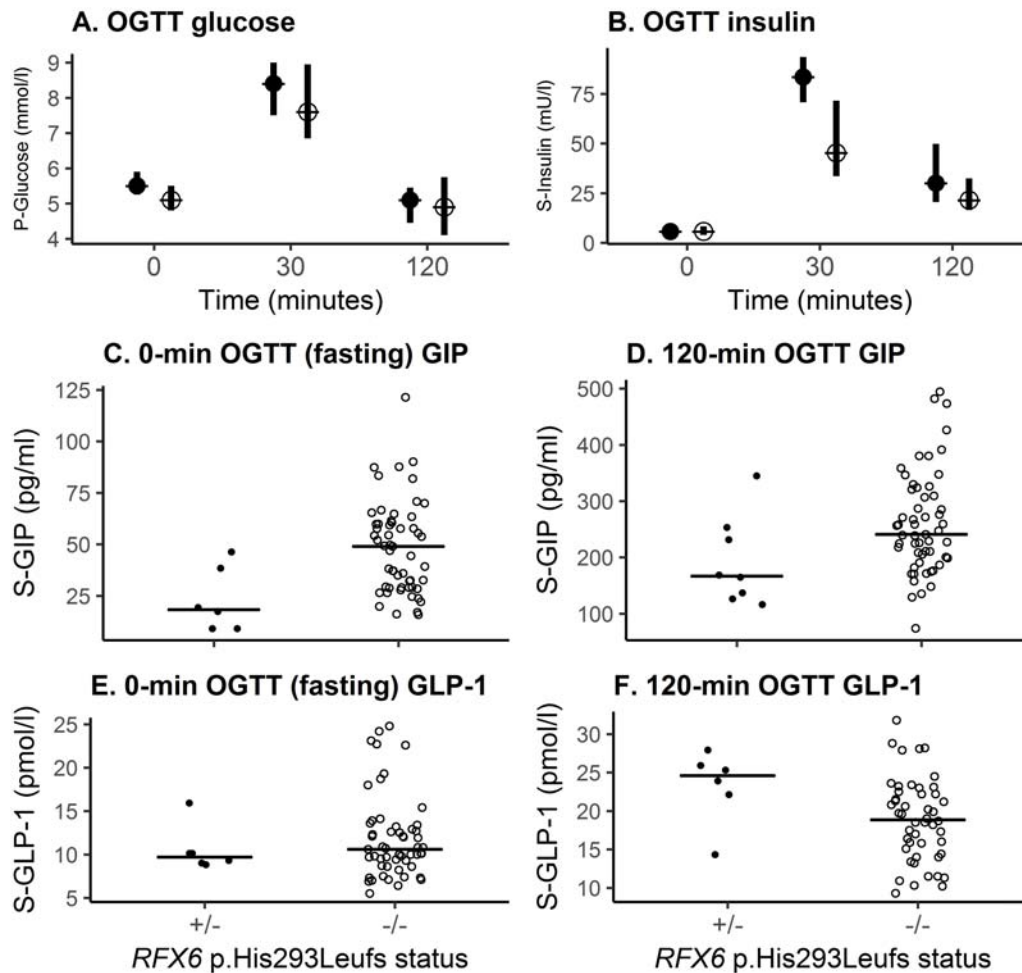 A. OGTT glucose
P-Glucose (mmol/l)
9
8
7
6
5
4
0 30 120
Time (minutes)
B. OGTT insulin
S-Insulin (mU/l)
75
50
25
0
0 30 120
Time (minutes)
C. 0-min OGTT (fasting) GIP
S-GIP (pg/ml)
125
100
75
50
25
D. 120-min OGTT GIP
S-GIP (pg/ml)
500
400
300
200
100
E. 0-min OGTT (fasting) GLP-1
S-GLP-1 (pmol/l)
25
20
15
10
5
+/- -/-
RFX6 p.His293Leufs status
F. 120-min OGTT GLP-1
S-GLP-1 (pmol/l)
30
25
20
15
10
+/- -/-
RFX6 p.His293Leufs status